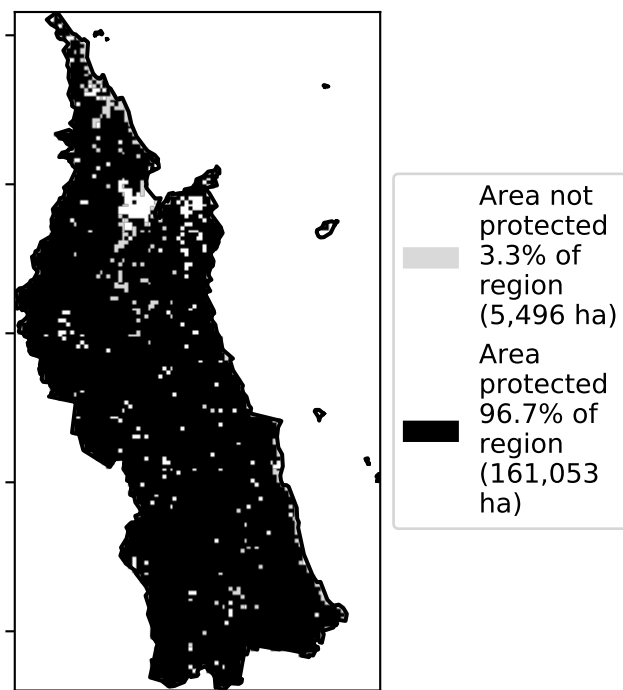 Area not
protected
3.3% of
region
(5,496 ha)
Area
protected
96.7% of
region
(161,053
ha)